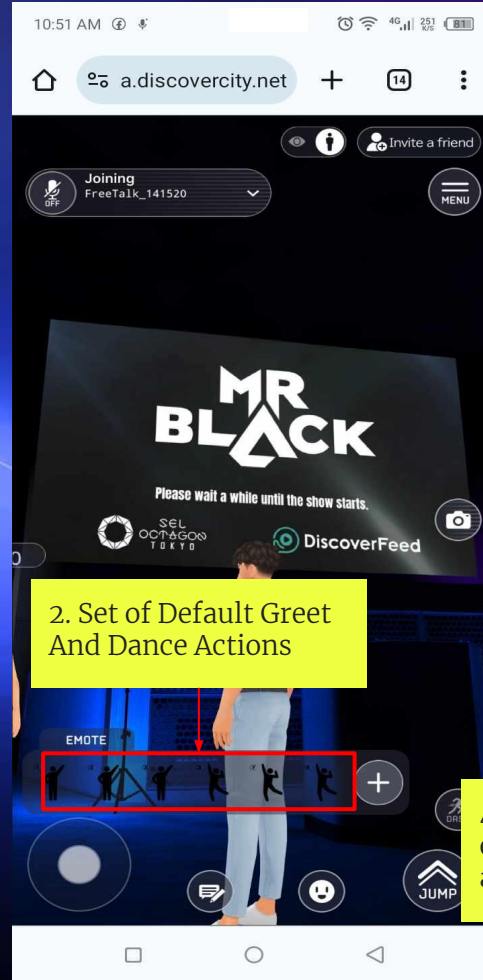 10:51 AM
4G 251 K/S 81
a.discovercity.net
14
Invite a friend
Joining
FreeTalk_141520
OFF
MENU
MR
BLACK
Please wait a while until the show starts.
SEL
OCTAGON
TOKYO
DiscoverFeed
2. Set of Default Greet
And Dance Actions
EMOTE
JUMP